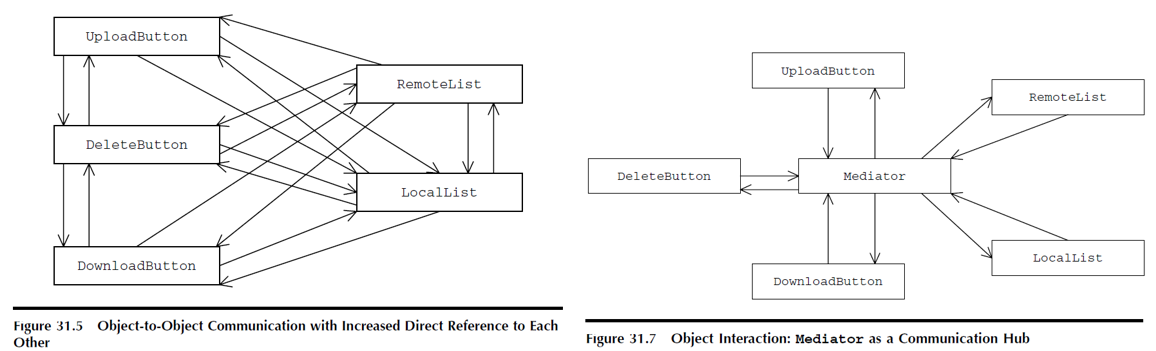 UploadButton
RemoteList
DeleteButton
LocalList
DownloadButton
Figure 31.5 Object-to-Object Communication with Increased Direct Reference to Each
Other
UploadButton
RemoteList
DeleteButton
Mediator
LocalList
DownloadButton
Figure 31.7 Object Interaction: Mediator as a Communication Hub